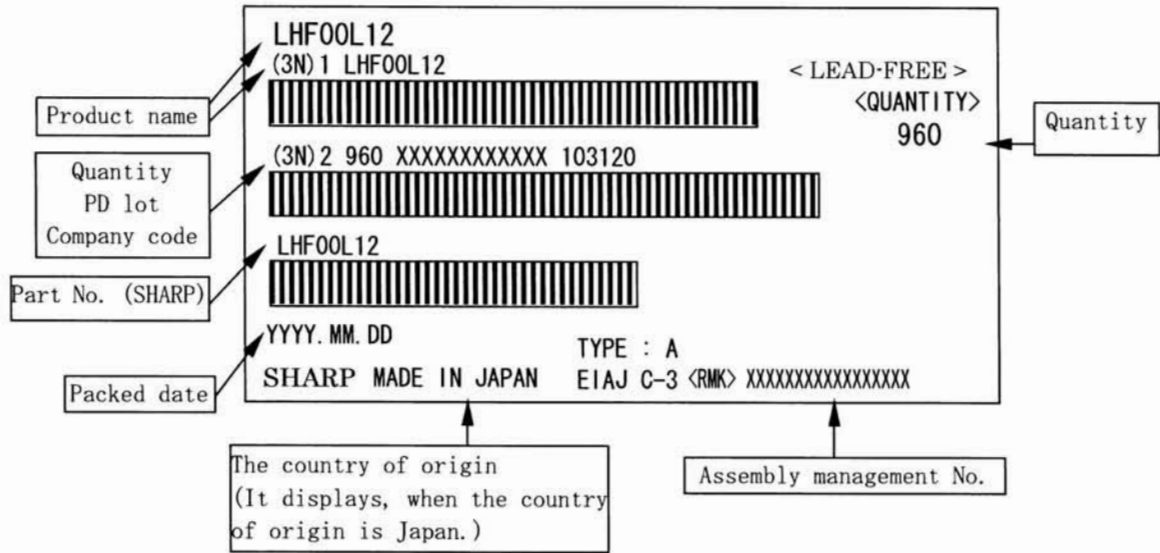 LHF00L12
(3N)1 LHF00L12
< LEAD-FREE >
<QUANTITY>
960
Product name
Quantity
(3N)2 960 XXXXXXXXXXXX 103120
Quantity
PD lot
Company code
LHF00L12
Part No. (SHARP)
YYYY.MM.DD
TYPE : A
SHARP MADE IN JAPAN
EIAJ C-3 <RMK> XXXXXXXXXXXXXXXXX
Packed date
The country of origin
(It displays, when the country
of origin is Japan.)
Assembly management No.